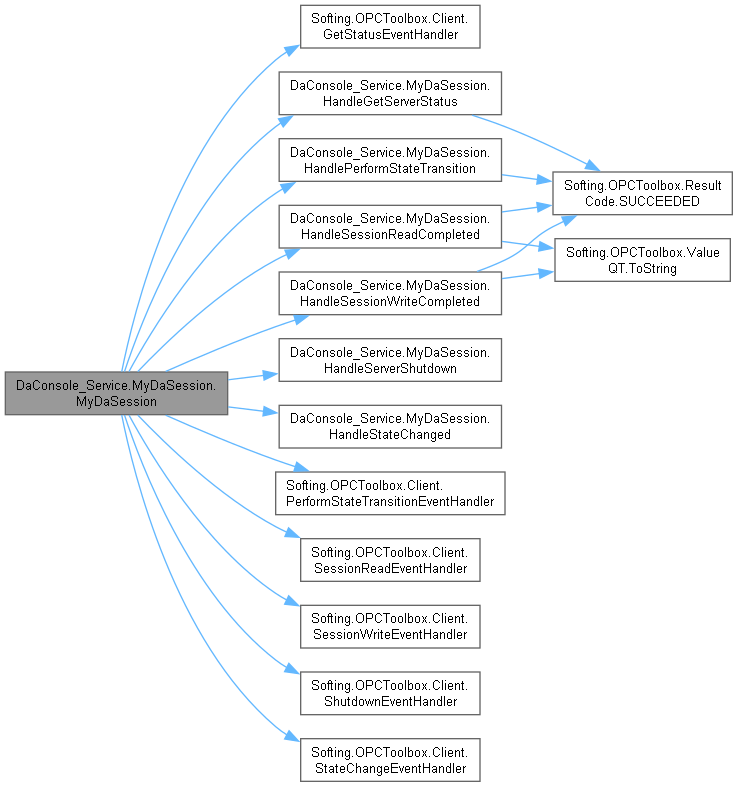 Softing.OPCToolbox.Client.
GetStatusEventHandler
DaConsole_Service.MyDaSession.
HandleGetServerStatus
DaConsole_Service.MyDaSession.
HandlePerformStateTransition
Softing.OPCToolbox.Result
Code.SUCCEEDED
DaConsole_Service.MyDaSession.
HandleSessionReadCompleted
Softing.OPCToolbox.Value
QT.ToString
DaConsole_Service.MyDaSession.
HandleSessionWriteCompleted
DaConsole_Service.MyDaSession.
HandleServerShutdown
DaConsole_Service.MyDaSession.
MyDaSession
DaConsole_Service.MyDaSession.
HandleStateChanged
Softing.OPCToolbox.Client.
PerformStateTransitionEventHandler
Softing.OPCToolbox.Client.
SessionReadEventHandler
Softing.OPCToolbox.Client.
SessionWriteEventHandler
Softing.OPCToolbox.Client.
ShutdownEventHandler
Softing.OPCToolbox.Client.
StateChangeEventHandler